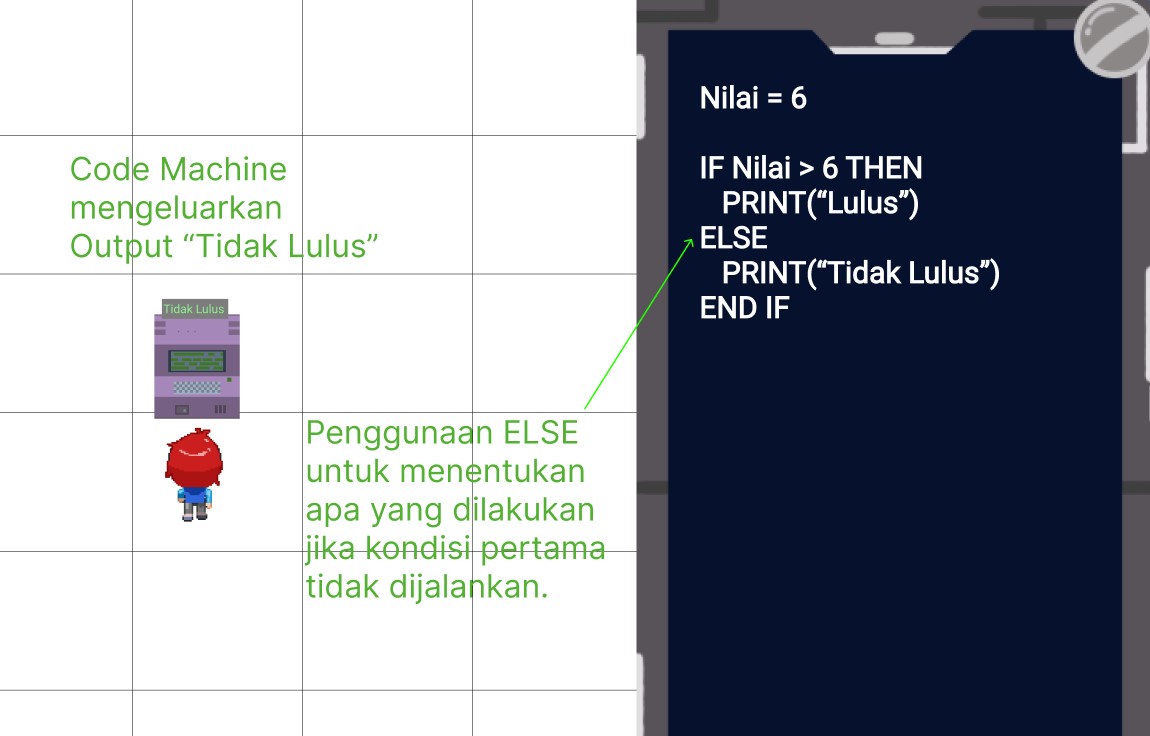 Code Machine
mengeluarkan
Output “Tidak Lulus”
Tidak Lulus
Penggunaan ELSE
untuk menentukan
apa yang dilakukan
jika kondisi pertama
tidak dijalankan.
Nilai = 6
IF Nilai > 6 THEN
PRINT(“Lulus”)
ELSE
PRINT(“Tidak Lulus”)
END IF